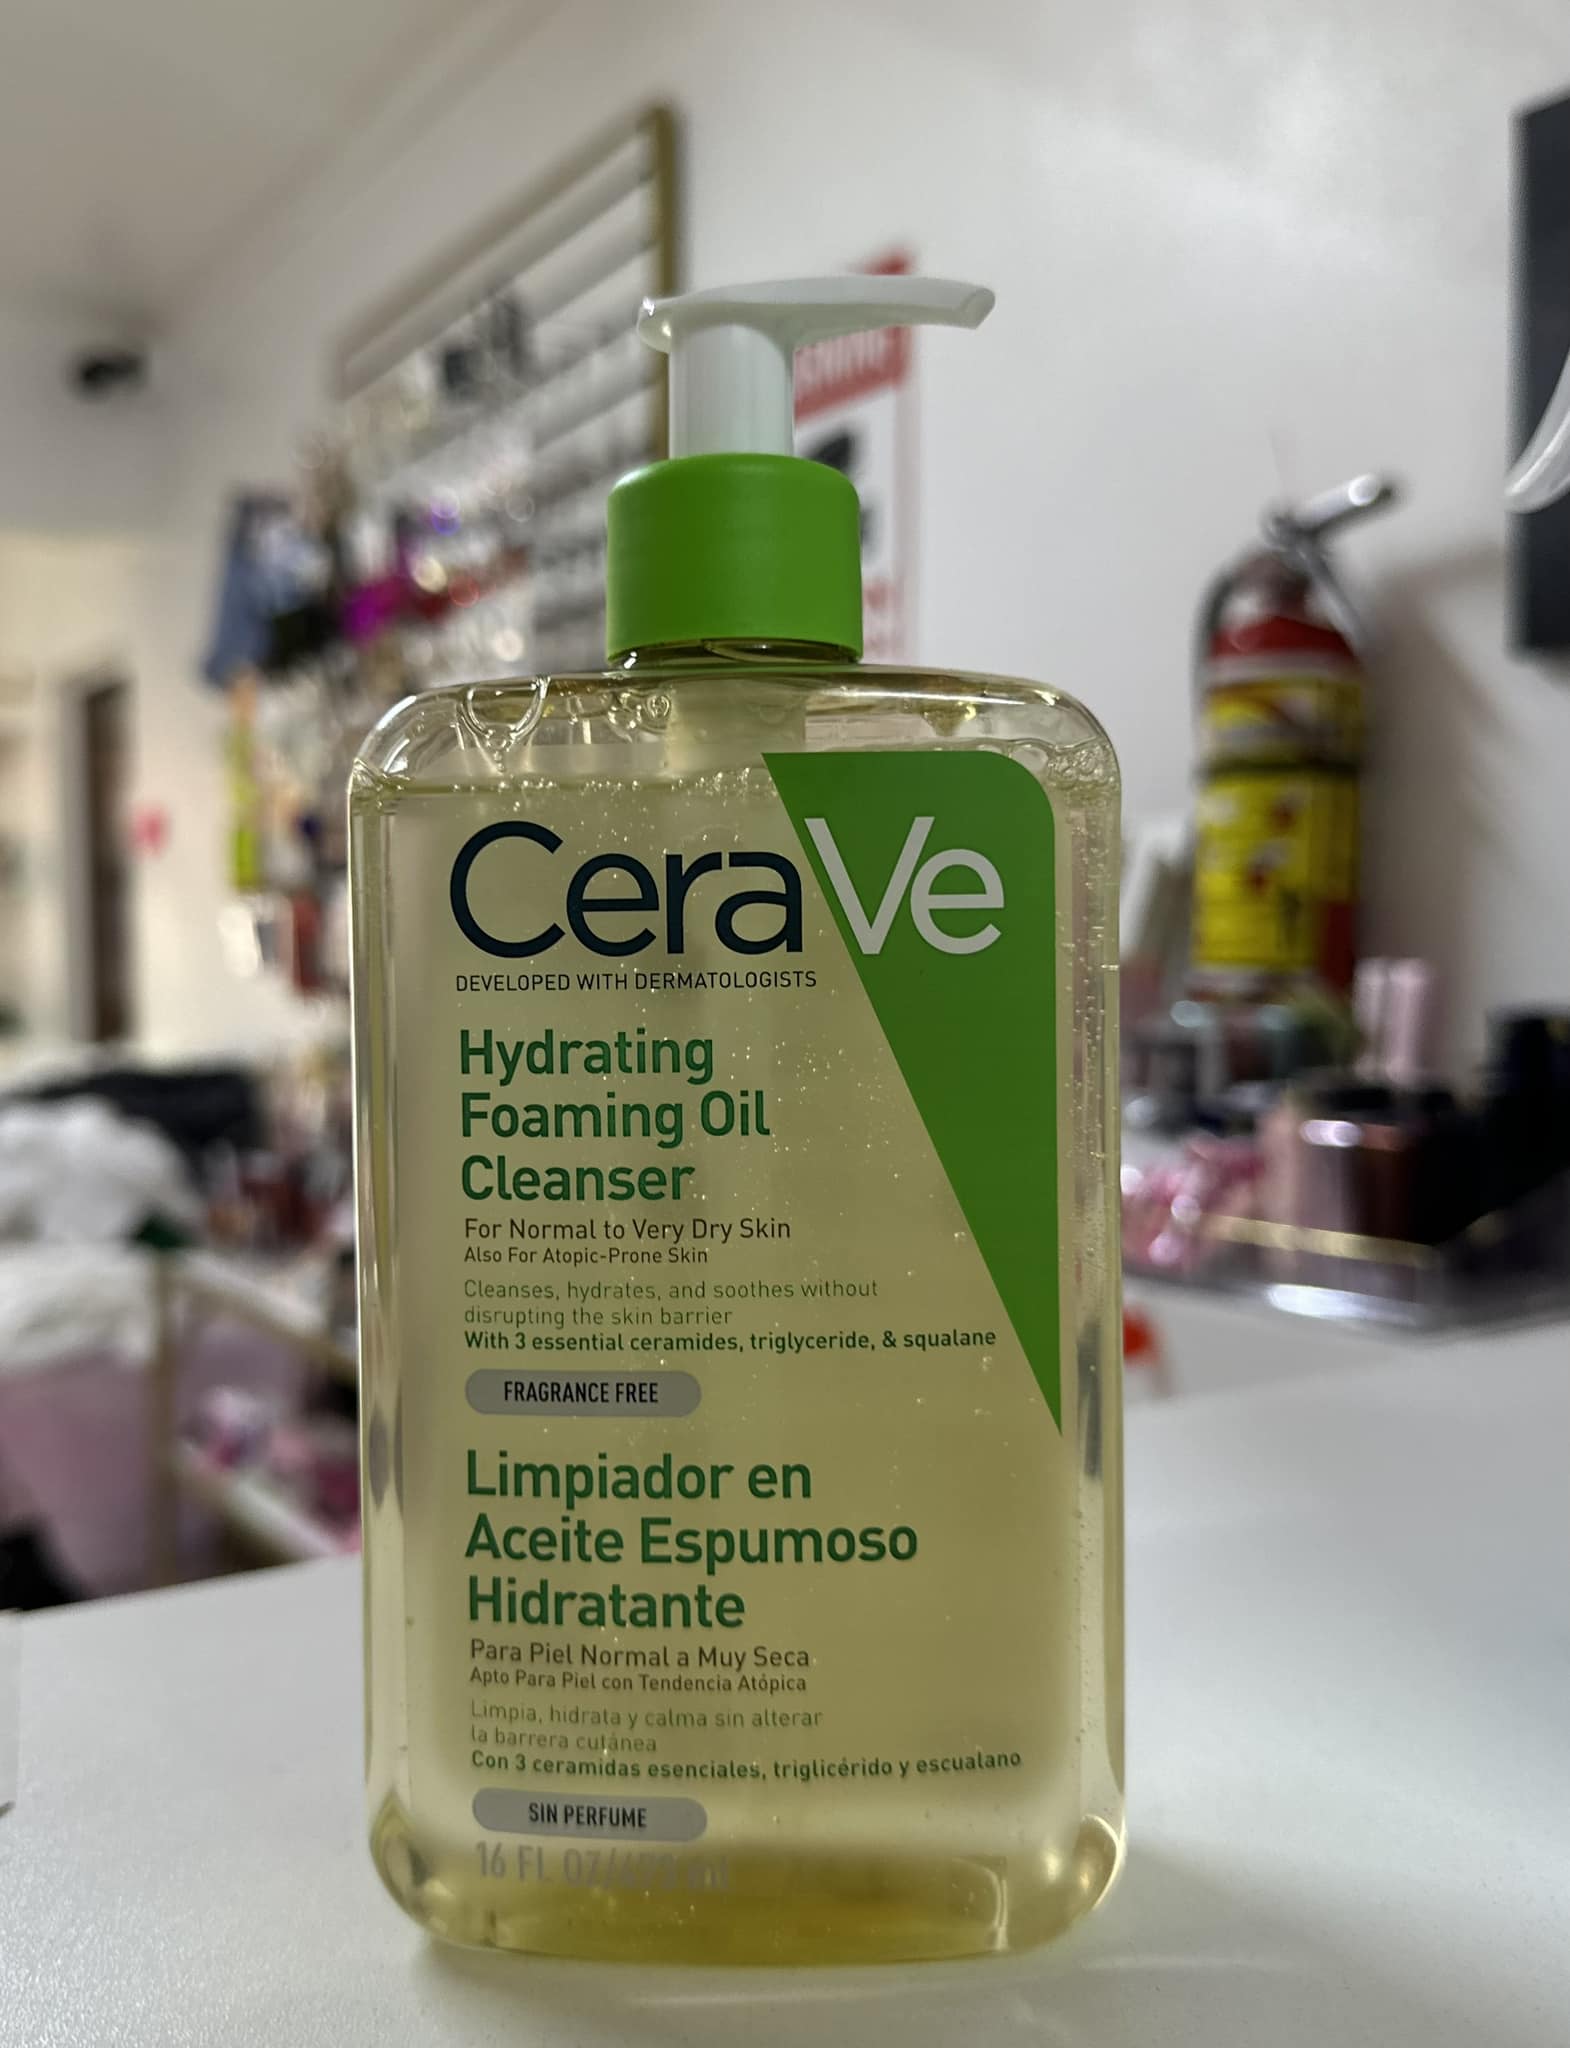 CeraVe
DEVELOPED WITH DERMATOLOGISTS
Hydrating
Foaming Oil
Cleanser
For Normal to Very Dry Skin
Also For Atopic-Prone Skin
Cleanses, hydrates, and soothes without
disrupting the skin barrier
With 3 essential ceramides, triglyceride, & squalane
FRAGRANCE FREE
Limpiador en
Aceite Espumoso
Hidratante
Para Piel Normal a Muy Seca
Apto Para Piel con Tendencia Atópica
Limpia, hidrata y calma sin alterar
la barrera cutánea
Con 3 ceramidas esenciales, triglicérido y escualano
SIN PERFUME
16 FL OZ/473 ml